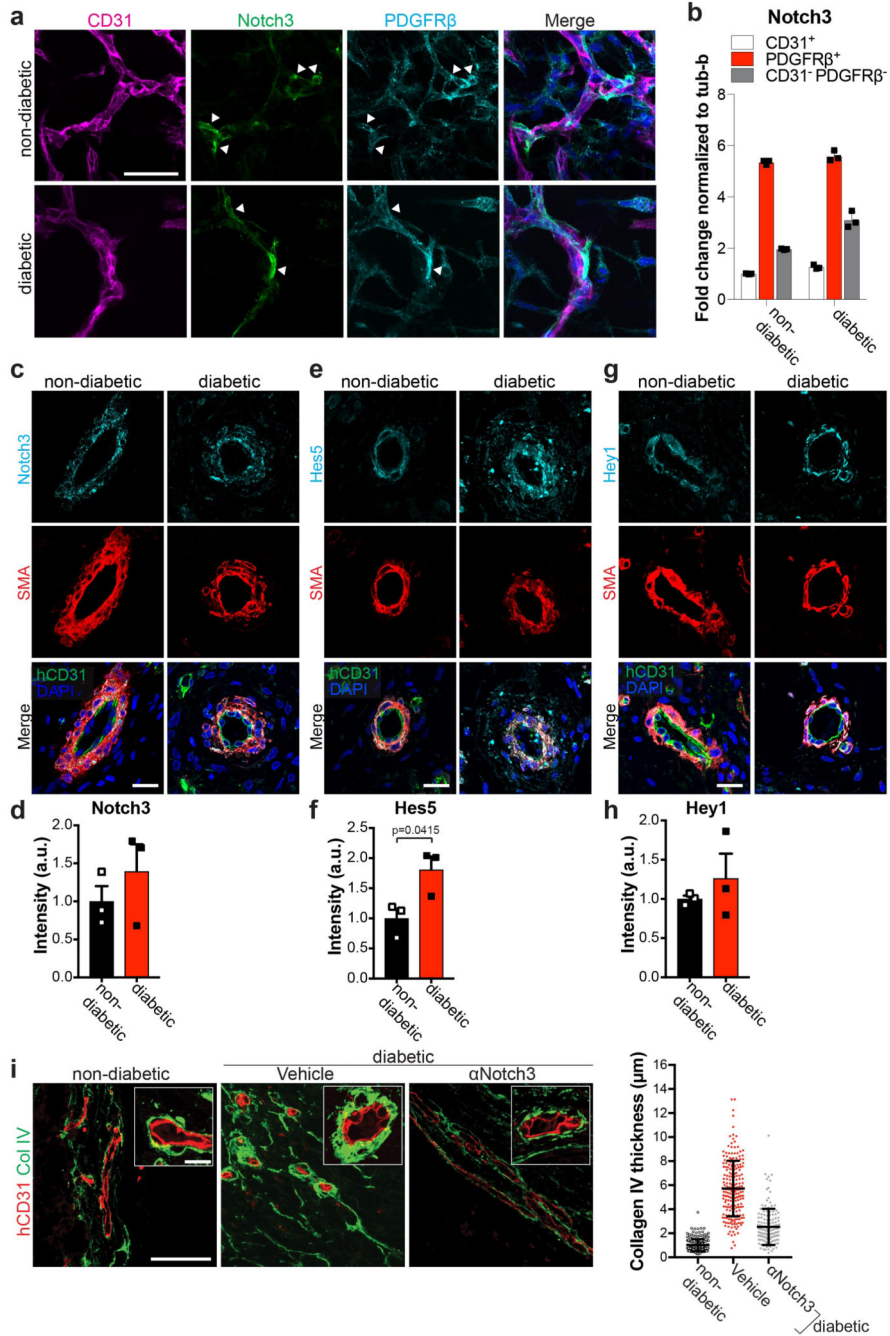 a
CD31 Notch3 PDGFRβ Merge
non-diabetic
diabetic
b
Notch3
CD31⁺
PDGFRβ⁺
CD31⁻ PDGFRβ⁻
Fold change normalized to tub-b
8
6
4
2
0
non-
diabetic
diabetic
c
non-diabetic diabetic
Notch3
SMA
Merge
hCD31
DAPI
e
non-diabetic diabetic
Hes5
SMA
Merge
hCD31
DAPI
g
non-diabetic diabetic
Hey1
SMA
Merge
hCD31
DAPI
d
Notch3
Intensity (a.u.)
2.0
1.5
1.0
0.5
0.0
non-
diabetic
diabetic
f
Hes5
p=0.0415
Intensity (a.u.)
2.5
2.0
1.5
1.0
0.5
0.0
non-
diabetic
diabetic
h
Hey1
Intensity (a.u.)
2.0
1.5
1.0
0.5
0.0
non-
diabetic
diabetic
i
diabetic
non-diabetic Vehicle αNotch3
hCD31 Col IV
Collagen IV thickness (µm)
16
14
12
10
8
6
4
2
0
non-
diabetic
Vehicle
αNotch3
diabetic